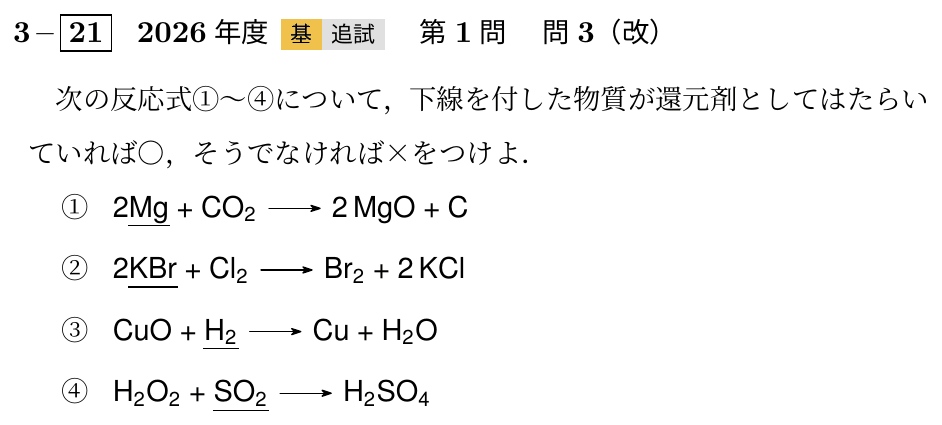 3－21 2026 年度 基 追試 第 1 問 問 3（改）
次の反応式①～④について，下線を付した物質が還元剤としてはたらい
ていれば○，そうでなければ×をつけよ．
① 2Mg + CO₂ ⟶ 2 MgO + C
② 2KBr + Cl₂ ⟶ Br₂ + 2 KCl
③ CuO + H₂ ⟶ Cu + H₂O
④ H₂O₂ + SO₂ ⟶ H₂SO₄